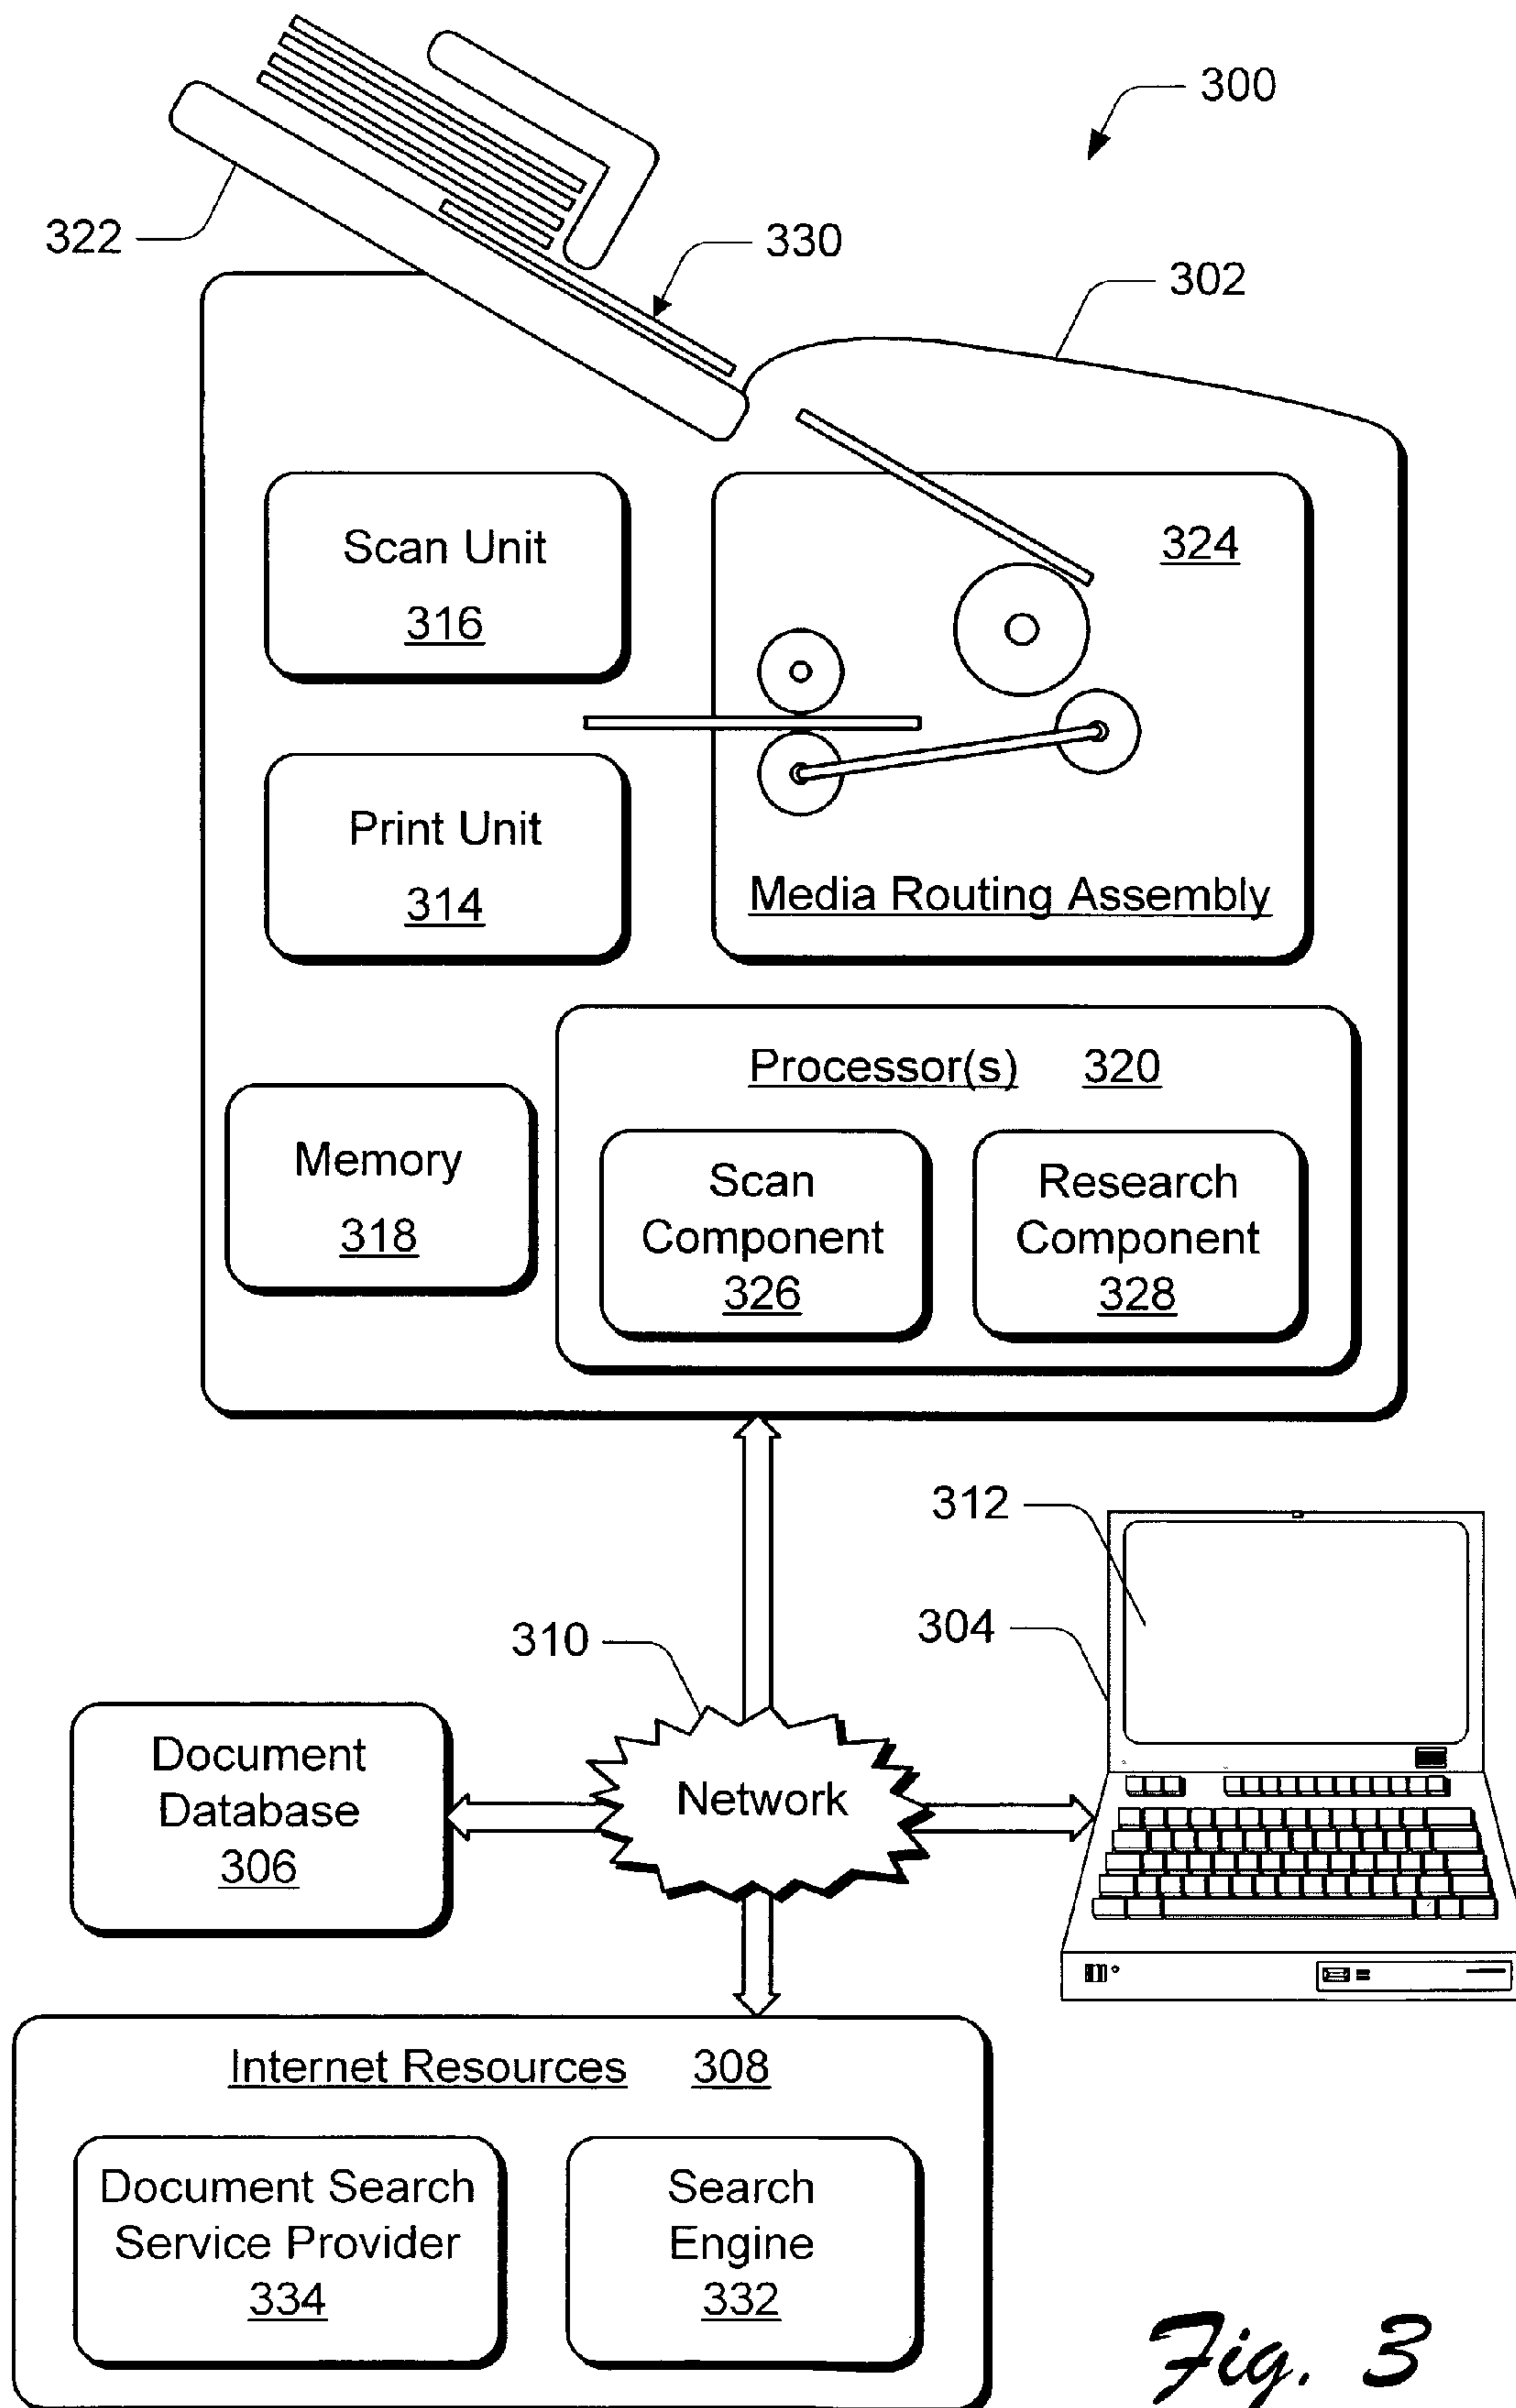 300
322
330
302
Scan Unit
316
324
Print Unit
314
Media Routing Assembly
Processor(s) 320
Memory
318
Scan
Component
326
Research
Component
328
312
304
310
Document
Database
306
Network
Internet Resources 308
Document Search
Service Provider
334
Search
Engine
332
Fig. 3